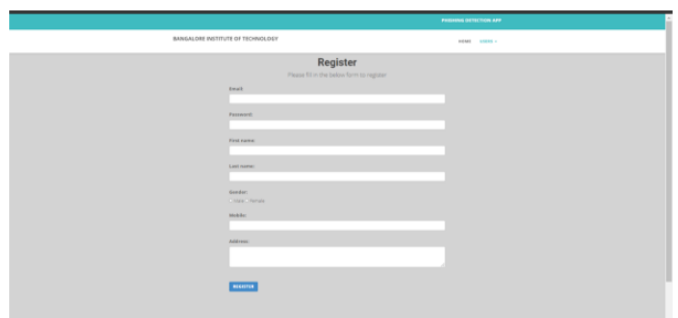 PHISHING DETECTION APP
BANGALORE INSTITUTE OF TECHNOLOGY
HOME USERS
Register
Please fill in the below form to register
Email:
Password:
First name:
Last name:
Gender:
Male Female
Mobile:
Address:
REGISTER